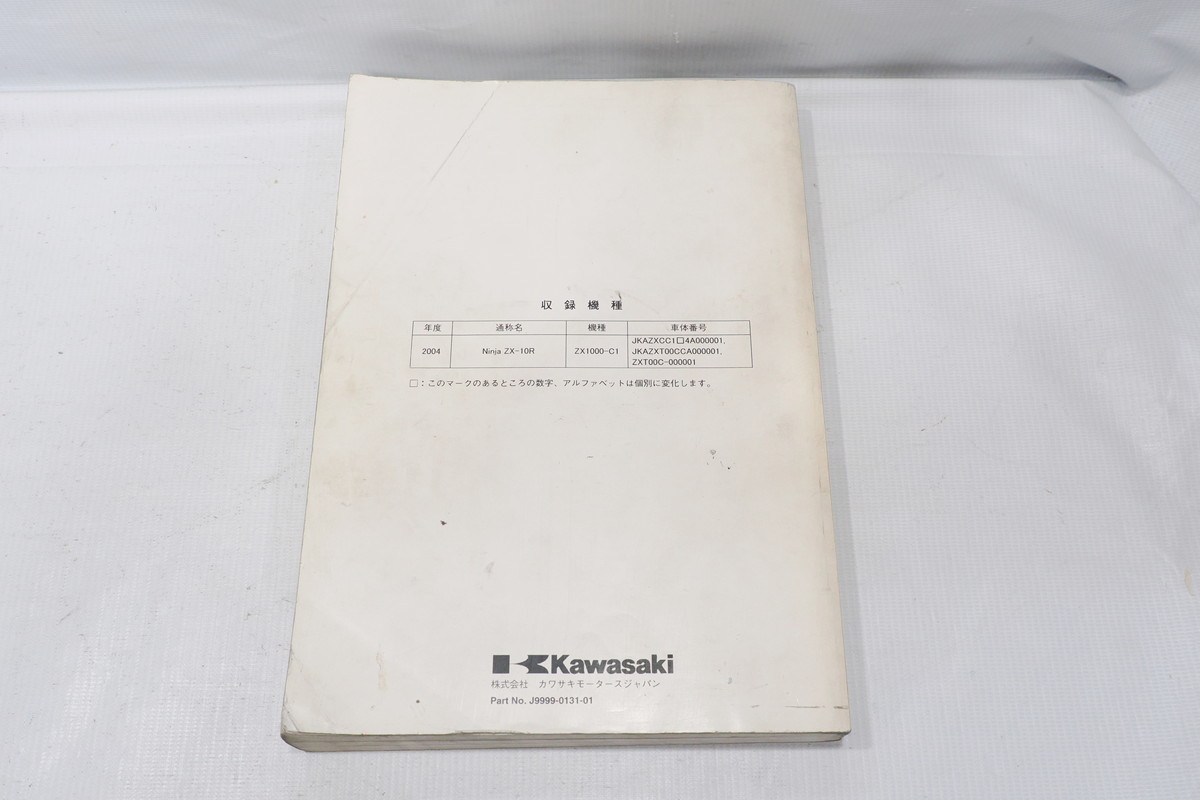 収録機種
年度 通称名 機種 車体番号
2004 Ninja ZX-10R ZX1000-C1 JKAZXCC1□4A000001,
JKAZXT00CCA000001,
ZXT00C-000001
□：このマークのあるところの数字、アルファベットは個別に変化します。
Kawasaki
株式会社 カワサキモータースジャパン
Part No. J9999-0131-01